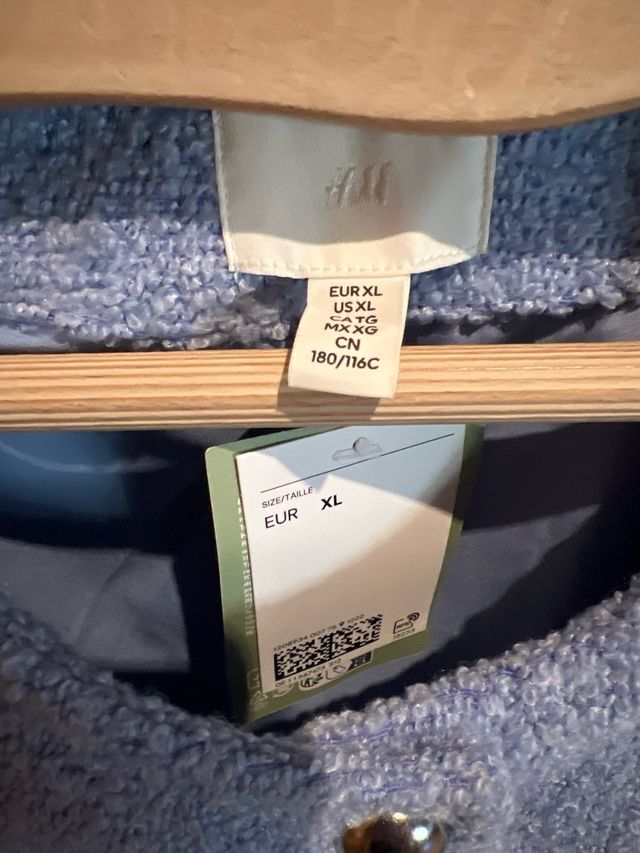 H&M
EUR XL
US XL
CA TG
MX XG
CN
180/116C
SIZE/TAILLE
EUR XL